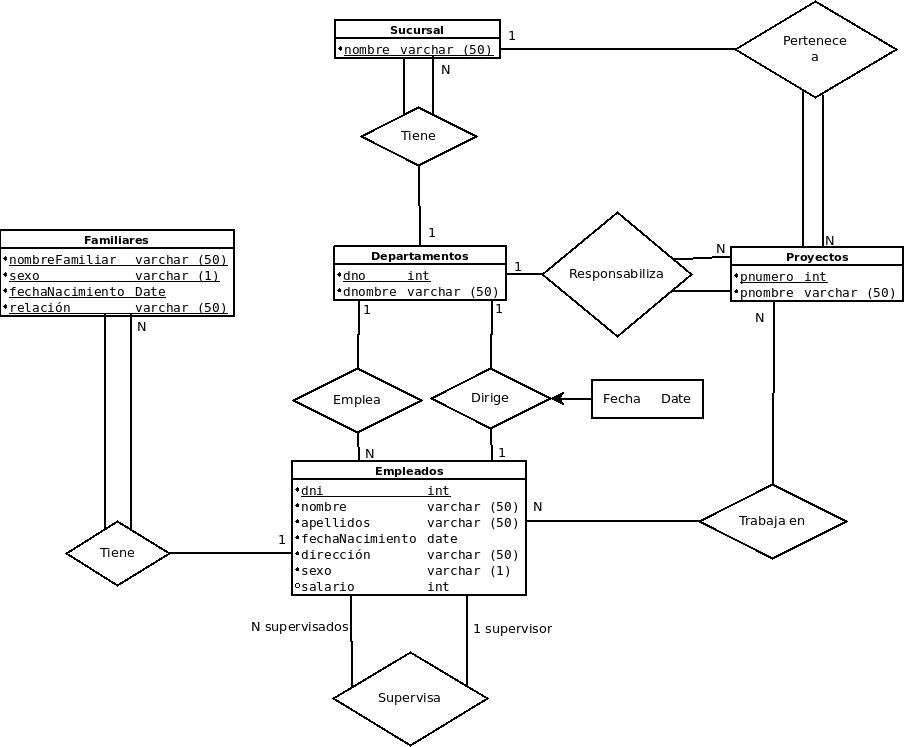 Sucursal
nombre varchar (50)
1
N
Pertenece
a
Tiene
1
Familiares
nombreFamiliar varchar (50)
sexo varchar (1)
fechaNacimiento Date
relación varchar (50)
N
Departamentos
dno int
dnombre varchar (50)
1
Responsabiliza
N
N
Proyectos
pnumero int
pnombre varchar (50)
1
1
N
Emplea
Dirige
Fecha Date
N
1
Empleados
dni int
nombre varchar (50)
apellidos varchar (50)
fechaNacimiento date
dirección varchar (50)
sexo varchar (1)
salario int
N
Trabaja en
Tiene
1
N supervisados
1 supervisor
Supervisa